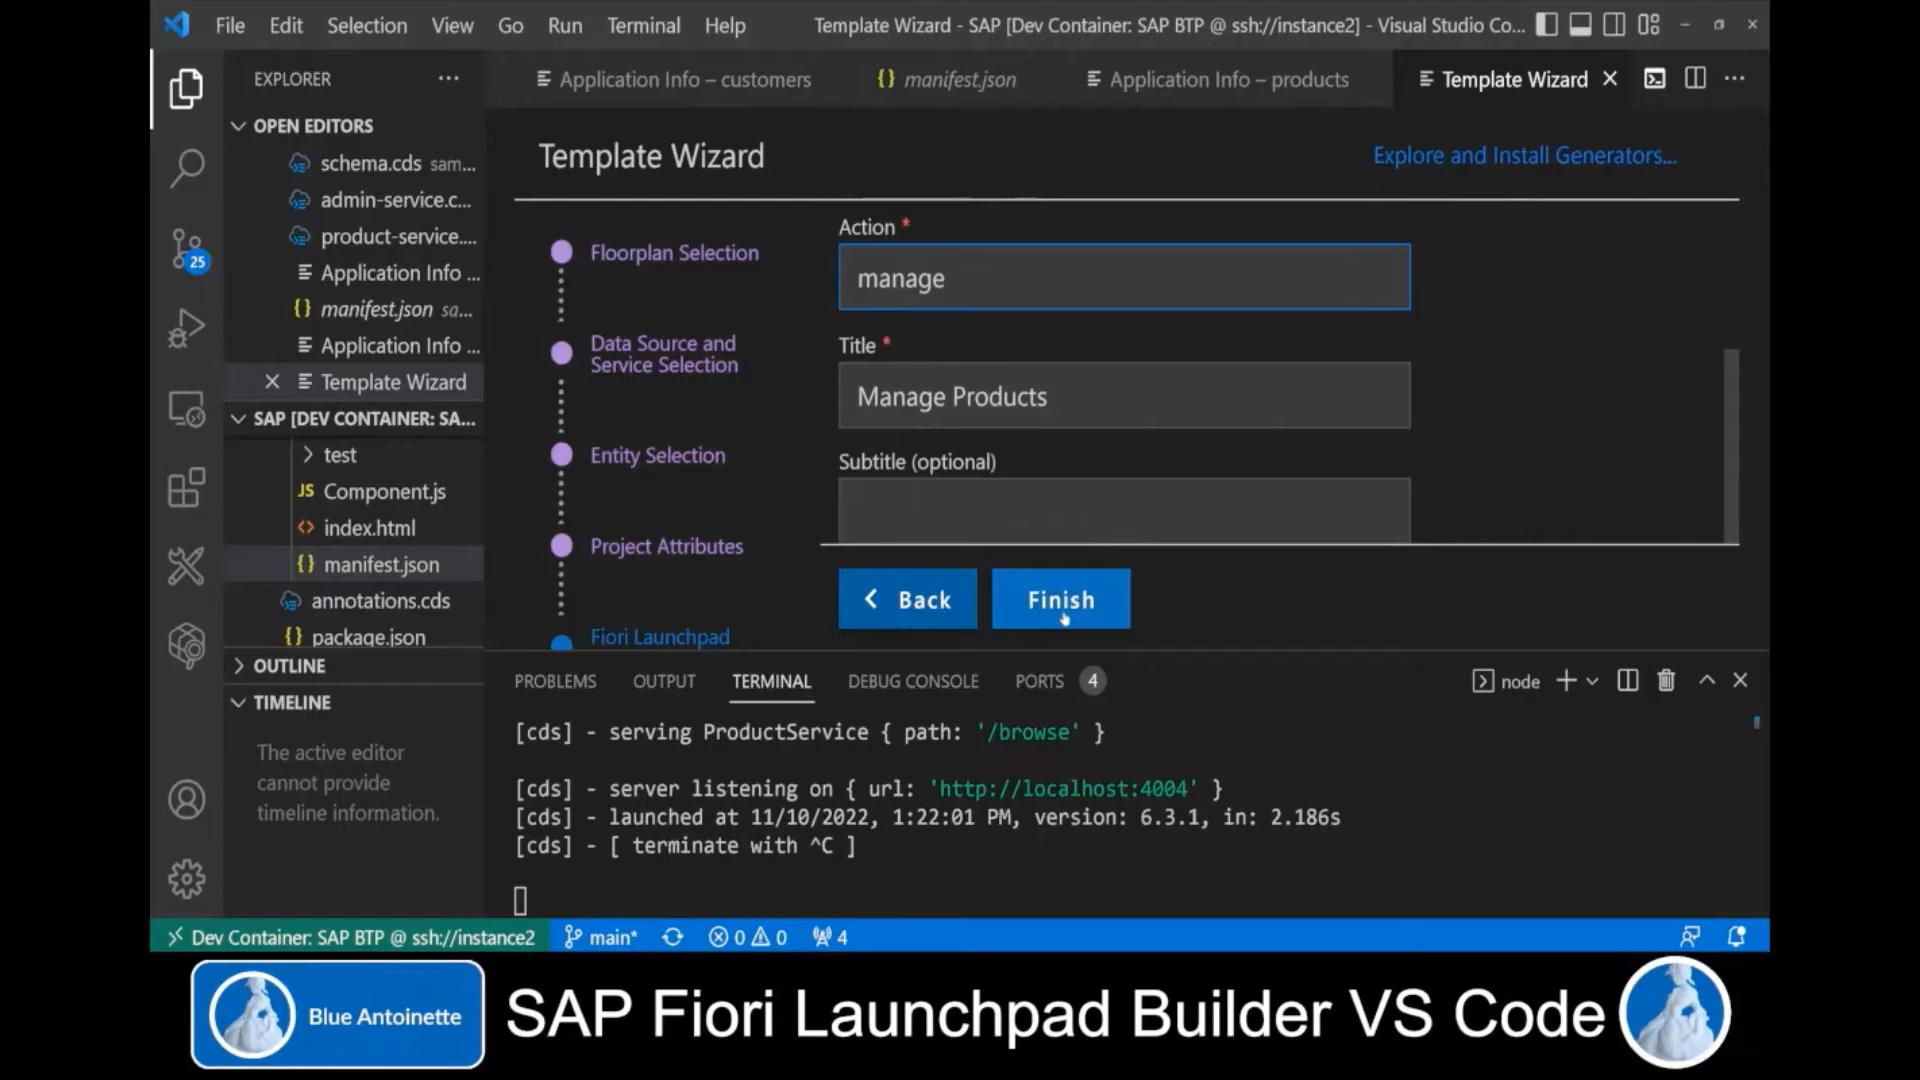 File Edit Selection View Go Run Terminal Help
Template Wizard - SAP [Dev Container: SAP BTP @ ssh://instance2] - Visual Studio Co...
EXPLORER ...
Application Info – customers
{} manifest.json
Application Info – products
Template Wizard
OPEN EDITORS
schema.cds sam...
admin-service.c...
product-service....
Application Info ...
{} manifest.json sa...
Application Info ...
Template Wizard
SAP [DEV CONTAINER: SA...
test
JS Component.js
<> index.html
{} manifest.json
annotations.cds
{} package.json
OUTLINE
TIMELINE
The active editor
cannot provide
timeline information.
25
Template Wizard
Explore and Install Generators...
Floorplan Selection
Data Source and
Service Selection
Entity Selection
Project Attributes
Fiori Launchpad
Action *
manage
Title *
Manage Products
Subtitle (optional)
Back
Finish
PROBLEMS OUTPUT TERMINAL DEBUG CONSOLE PORTS 4
node
[cds] - serving ProductService { path: '/browse' }
[cds] - server listening on { url: 'http://localhost:4004' }
[cds] - launched at 11/10/2022, 1:22:01 PM, version: 6.3.1, in: 2.186s
[cds] - [ terminate with ^C ]
Dev Container: SAP BTP @ ssh://instance2
main*
0 0
4
Blue Antoinette
SAP Fiori Launchpad Builder VS Code